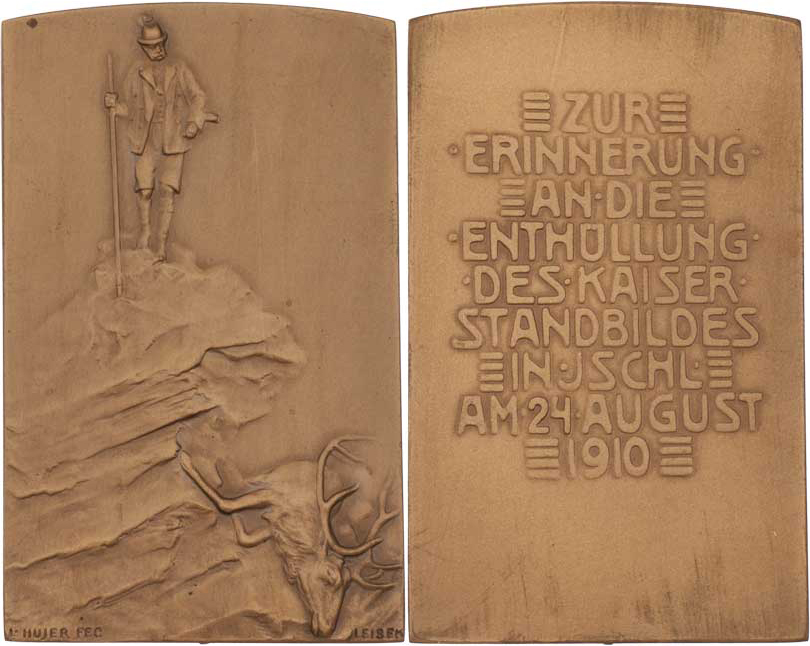 L· HUJER FEC
LEISEK
ZUR
·ERINNERUNG·
AN·DIE
·ENTHÜLLUNG·
·DES·KAISER·
STANDBILDES
IN·JSCHL·
AM·24·AUGUST
1910